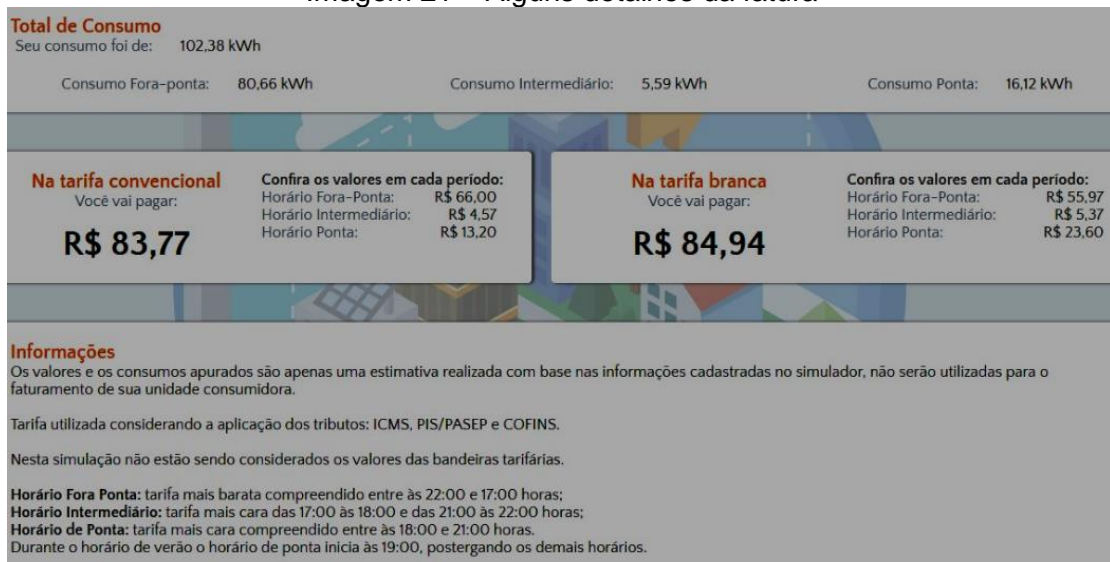 Imagem 21 – Alguns detalhes da fatura
Total de Consumo
Seu consumo foi de: 102,38 kWh
Consumo Fora-ponta: 80,66 kWh Consumo Intermediário: 5,59 kWh Consumo Ponta: 16,12 kWh
Na tarifa convencional
Você vai pagar:
R$ 83,77
Confira os valores em cada período:
Horário Fora-Ponta: R$ 66,00
Horário Intermediário: R$ 4,57
Horário Ponta: R$ 13,20
Na tarifa branca
Você vai pagar:
R$ 84,94
Confira os valores em cada período:
Horário Fora-Ponta: R$ 55,97
Horário Intermediário: R$ 5,37
Horário Ponta: R$ 23,60
Informações
Os valores e os consumos apurados são apenas uma estimativa realizada com base nas informações cadastradas no simulador, não serão utilizadas para o
faturamento de sua unidade consumidora.
Tarifa utilizada considerando a aplicação dos tributos: ICMS, PIS/PASEP e COFINS.
Nesta simulação não estão sendo considerados os valores das bandeiras tarifárias.
Horário Fora Ponta: tarifa mais barata compreendido entre às 22:00 e 17:00 horas;
Horário Intermediário: tarifa mais cara das 17:00 às 18:00 e das 21:00 às 22:00 horas;
Horário de Ponta: tarifa mais cara compreendido entre às 18:00 e 21:00 horas.
Durante o horário de verão o horário de ponta inicia às 19:00, postergando os demais horários.